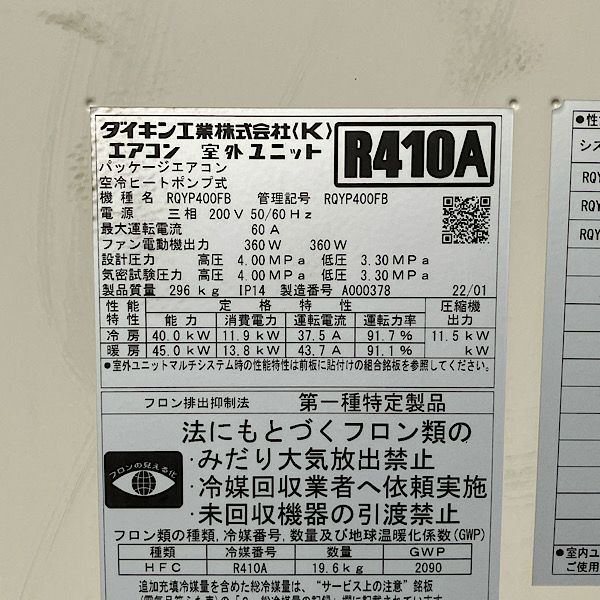 ダイキン工業株式会社〈K〉
エアコン 室外ユニット
R410A
パッケージエアコン
空冷ヒートポンプ式
機種名 RQYP400FB 管理記号 RQYP400FB
電源 三相 200V 50/60Hz
最大運転電流 60A
ファン電動機出力 360W 360W
設計圧力 高圧 4.00MPa 低圧 3.30MPa
気密試験圧力 高圧 4.00MPa 低圧 3.30MPa
製品質量 296kg IP14 製造番号 A000378 22/01
性能 定格特性 圧縮機
特性 能力 消費電力 運転電流 運転力率 出力
冷房 40.0kW 11.9kW 37.5A 91.7% 11.5kW
暖房 45.0kW 13.8kW 43.7A 91.1% kW
●室外ユニットマルチシステム時の性能特性は前板に貼付けの組合銘板を参照してください。
フロン排出抑制法 第一種特定製品
フロンの見える化
法にもとづくフロン類の
・みだり大気放出禁止
・冷媒回収業者へ依頼実施
・未回収機器の引渡禁止
フロン類の種類, 冷媒番号, 数量及び地球温暖化係数(GWP)
種類 冷媒番号 数量 GWP
HFC R410A 19.6kg 2090
追加充填冷媒量を含めた総冷媒量は、“サービス上の注意”銘板
●性
シス
RQ
RQY
RQY
●室内ユ
ご使用